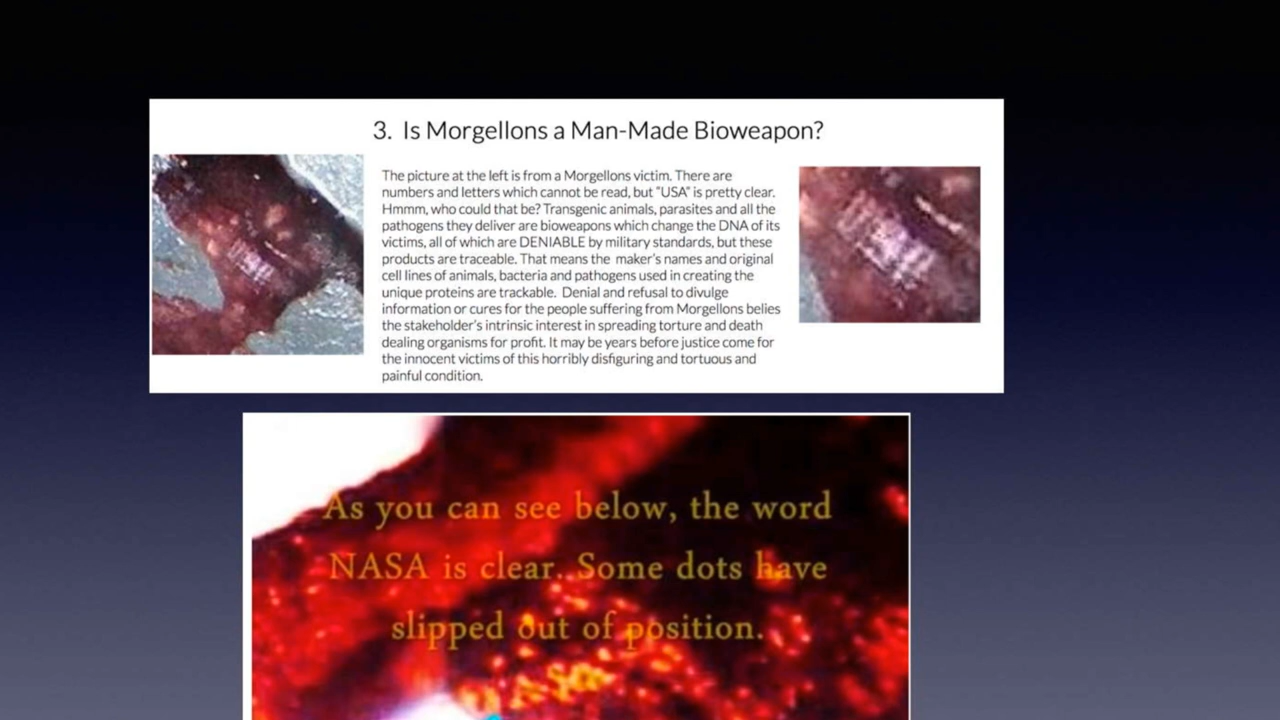 3. Is Morgellons a Man-Made Bioweapon?
The picture at the left is from a Morgellons victim. There are
numbers and letters which cannot be read, but "USA" is pretty clear.
Hmmm, who could that be? Transgenic animals, parasites and all the
pathogens they deliver are bioweapons which change the DNA of its
victims, all of which are DENIABLE by military standards, but these
products are traceable. That means the maker's names and original
cell lines of animals, bacteria and pathogens used in creating the
unique proteins are trackable. Denial and refusal to divulge
information or cures for the people suffering from Morgellons belies
the stakeholder's intrinsic interest in spreading torture and death
dealing organisms for profit. It may be years before justice come for
the innocent victims of this horribly disfiguring and tortuous and
painful condition.
As you can see below, the word
NASA is clear. Some dots have
slipped out of position.